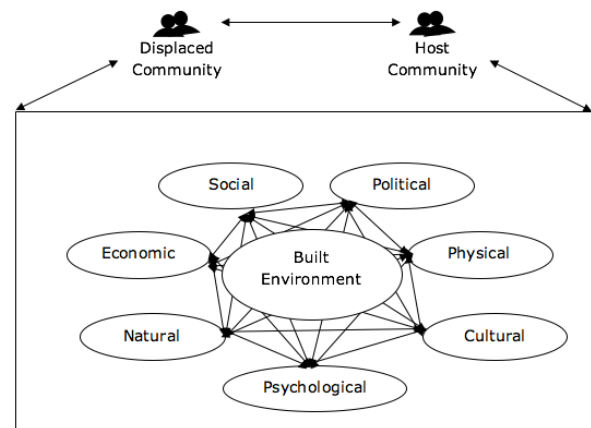 Displaced
Community
Host
Community
Social
Political
Economic
Built
Environment
Physical
Natural
Cultural
Psychological